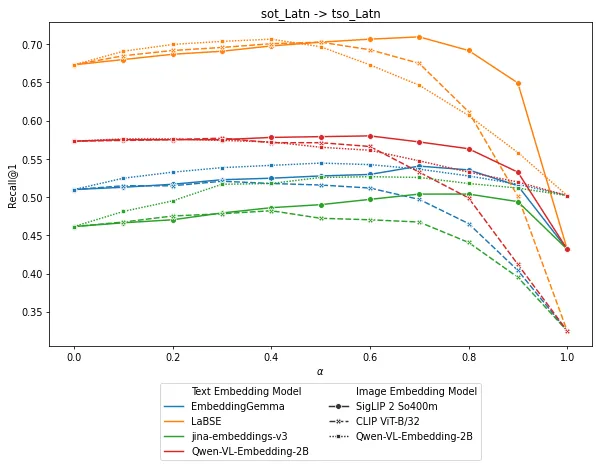 sot_Latn -> tso_Latn
Recall@1
0.70
0.65
0.60
0.55
0.50
0.45
0.40
0.35
0.0
0.2
0.4
0.6
0.8
1.0
α
Text Embedding Model
EmbeddingGemma
LaBSE
jina-embeddings-v3
Qwen-VL-Embedding-2B
Image Embedding Model
SigLIP 2 So400m
CLIP ViT-B/32
Qwen-VL-Embedding-2B